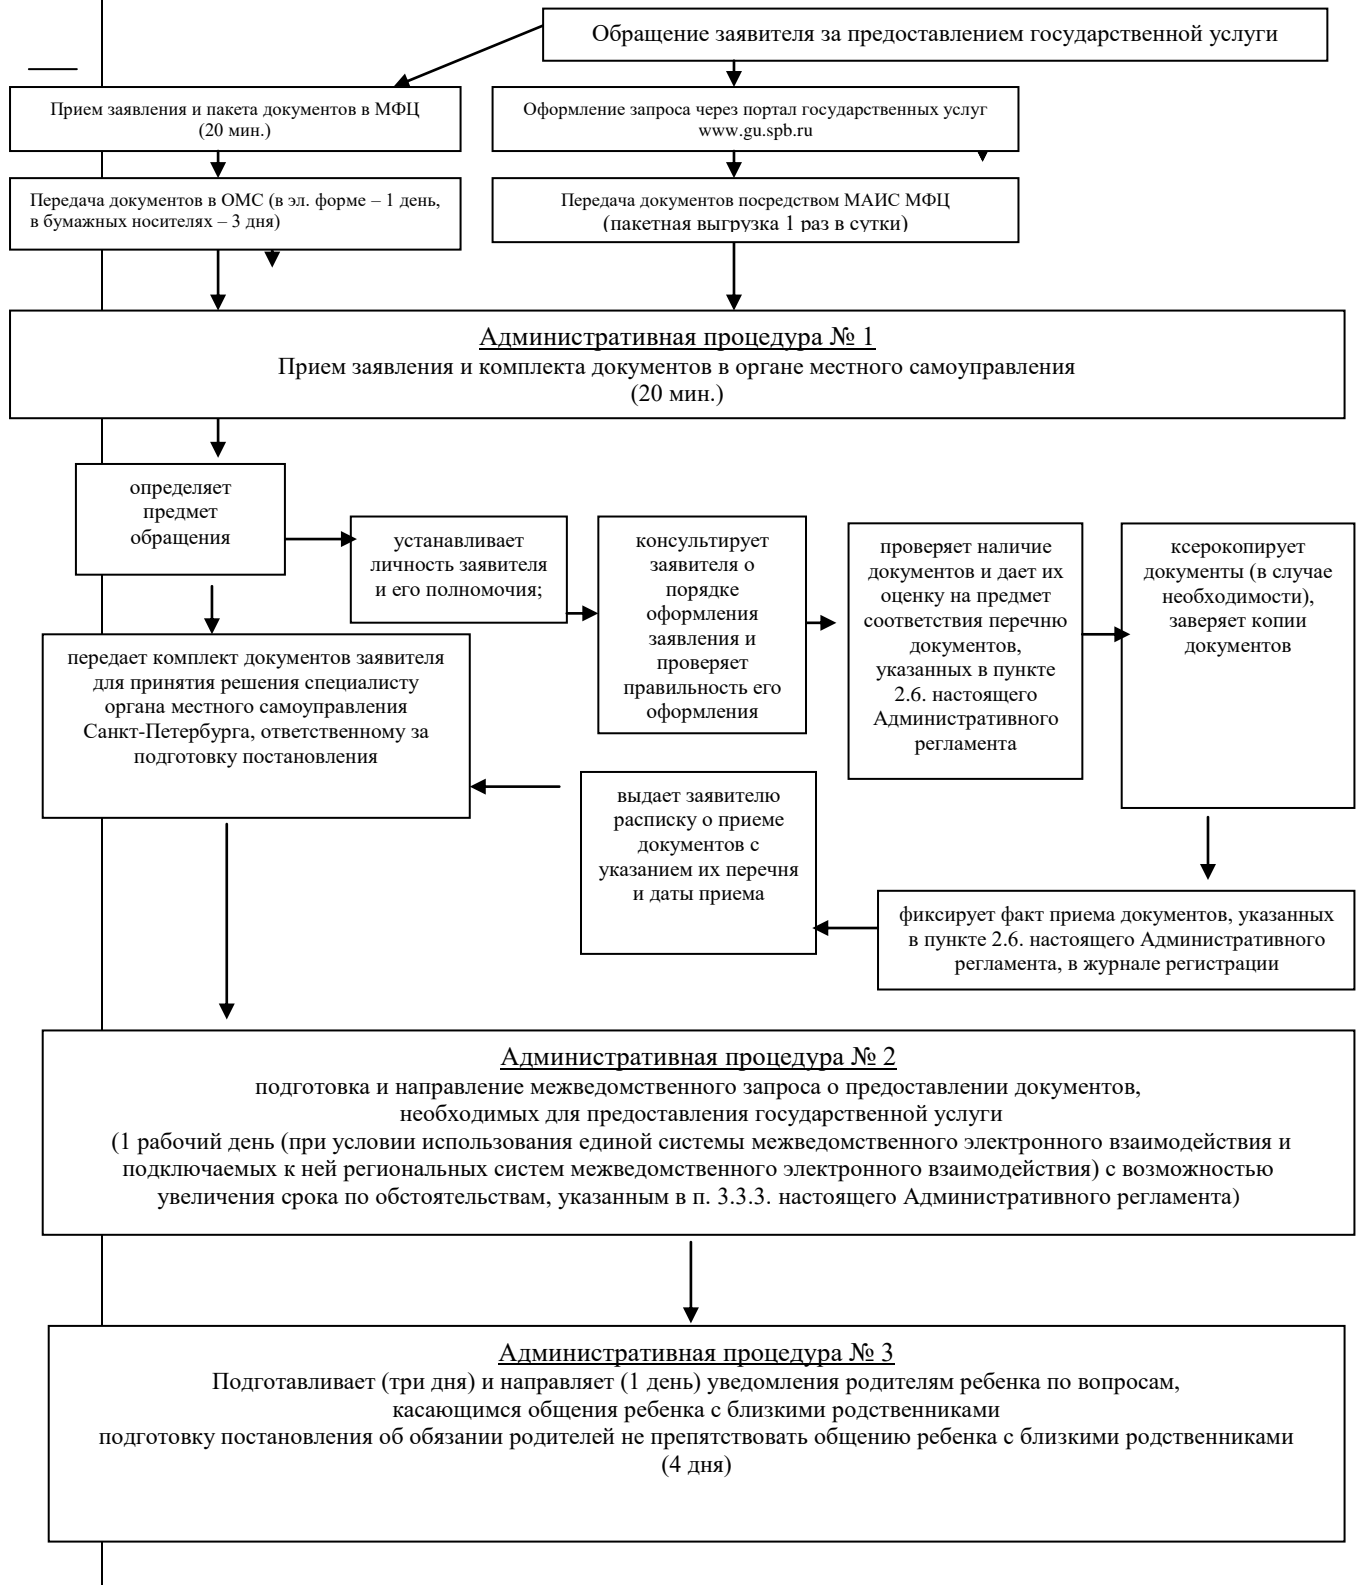 Обращение заявителя за предоставлением государственной услуги
Прием заявления и пакета документов в МФЦ
(20 мин.)
Оформление запроса через портал государственных услуг
www.gu.spb.ru
Передача документов в ОМС (в эл. форме – 1 день,
в бумажных носителях – 3 дня)
Передача документов посредством МАИС МФЦ
(пакетная выгрузка 1 раз в сутки)
Административная процедура № 1
Прием заявления и комплекта документов в органе местного самоуправления
(20 мин.)
определяет
предмет
обращения
устанавливает
личность заявителя
и его полномочия;
консультирует
заявителя о
порядке
оформления
заявления и
проверяет
правильность его
оформления
проверяет наличие
документов и дает их
оценку на предмет
соответствия перечню
документов,
указанных в пункте
2.6. настоящего
Административного
регламента
ксерокопирует
документы (в случае
необходимости),
заверяет копии
документов
передает комплект документов заявителя
для принятия решения специалисту
органа местного самоуправления
Санкт-Петербурга, ответственному за
подготовку постановления
выдает заявителю
расписку о приеме
документов с
указанием их перечня
и даты приема
фиксирует факт приема документов, указанных
в пункте 2.6. настоящего Административного
регламента, в журнале регистрации
Административная процедура № 2
подготовка и направление межведомственного запроса о предоставлении документов,
необходимых для предоставления государственной услуги
(1 рабочий день (при условии использования единой системы межведомственного электронного взаимодействия и
подключаемых к ней региональных систем межведомственного электронного взаимодействия) с возможностью
увеличения срока по обстоятельствам, указанным в п. 3.3.3. настоящего Административного регламента)
Административная процедура № 3
Подготавливает (три дня) и направляет (1 день) уведомления родителям ребенка по вопросам,
касающимся общения ребенка с близкими родственниками
подготовку постановления об обязании родителей не препятствовать общению ребенка с близкими родственниками
(4 дня)